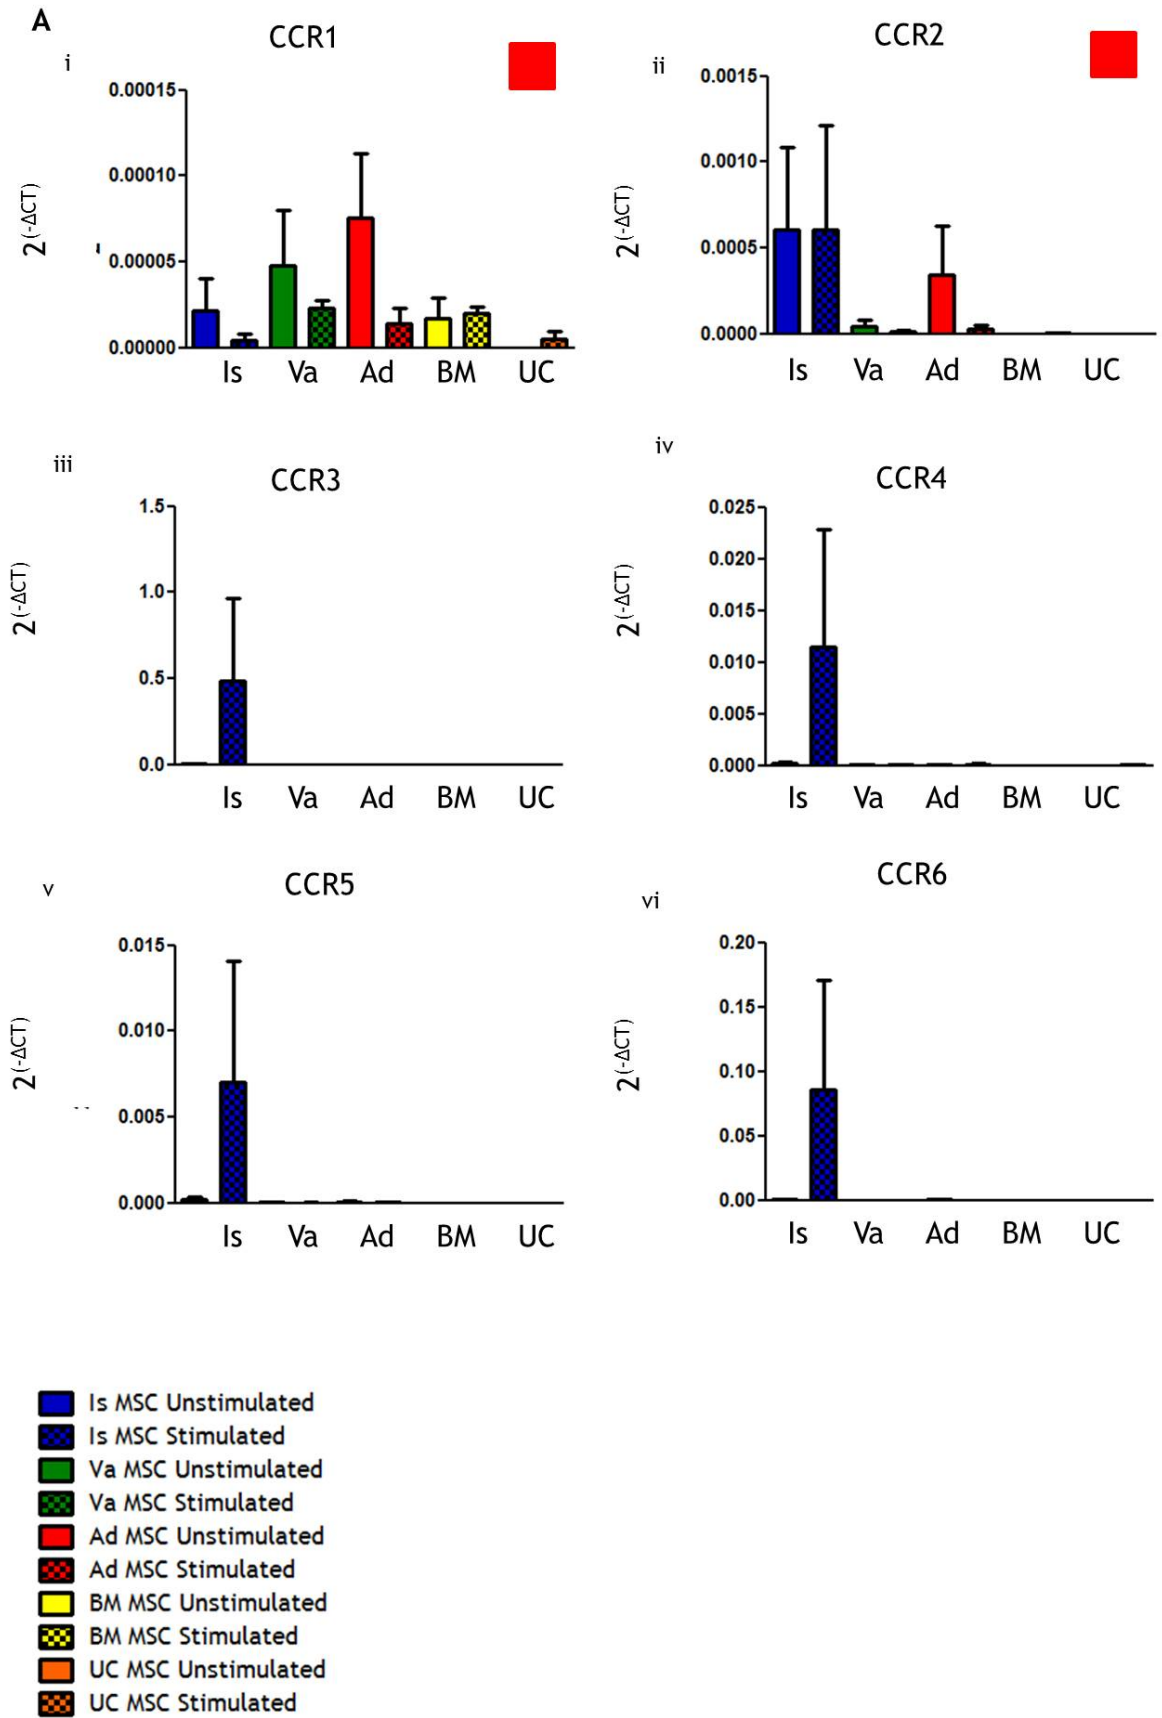 A
CCR1
i
0.00015
0.00010
0.00005
0.00000
2(-ΔCT)
Is Va Ad BM UC
CCR2
ii
0.0015
0.0010
0.0005
0.0000
2(-ΔCT)
Is Va Ad BM UC
iii
CCR3
1.5
1.0
0.5
0.0
2(-ΔCT)
Is Va Ad BM UC
iv
CCR4
0.025
0.020
0.015
0.010
0.005
0.000
2(-ΔCT)
Is Va Ad BM UC
v
CCR5
0.015
0.010
0.005
0.000
2(-ΔCT)
Is Va Ad BM UC
vi
CCR6
0.20
0.15
0.10
0.05
0.00
2(-ΔCT)
Is Va Ad BM UC
Is MSC Unstimulated
Is MSC Stimulated
Va MSC Unstimulated
Va MSC Stimulated
Ad MSC Unstimulated
Ad MSC Stimulated
BM MSC Unstimulated
BM MSC Stimulated
UC MSC Unstimulated
UC MSC Stimulated